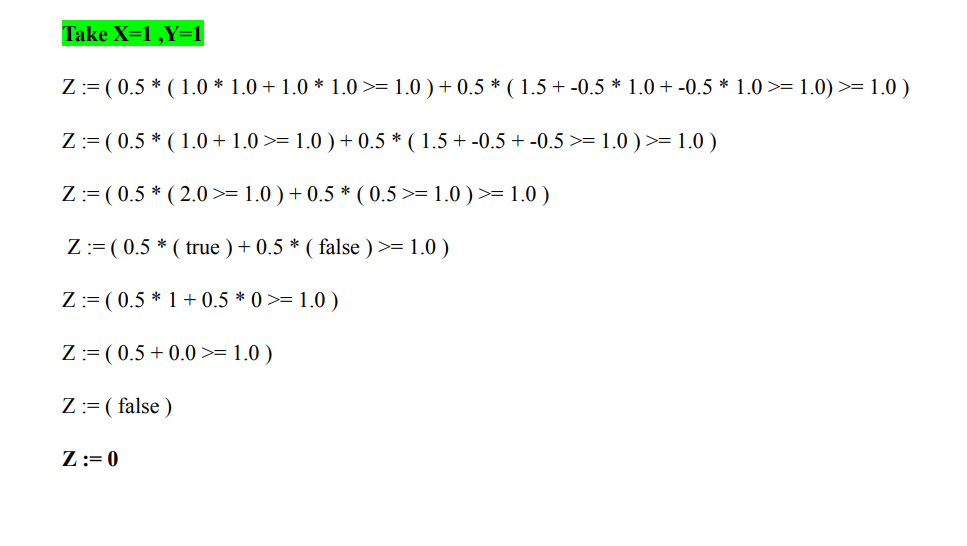 Take X=1 ,Y=1
Z := ( 0.5 * ( 1.0 * 1.0 + 1.0 * 1.0 >= 1.0 ) + 0.5 * ( 1.5 + -0.5 * 1.0 + -0.5 * 1.0 >= 1.0) >= 1.0 )
Z := ( 0.5 * ( 1.0 + 1.0 >= 1.0 ) + 0.5 * ( 1.5 + -0.5 + -0.5 >= 1.0 ) >= 1.0 )
Z := ( 0.5 * ( 2.0 >= 1.0 ) + 0.5 * ( 0.5 >= 1.0 ) >= 1.0 )
Z := ( 0.5 * ( true ) + 0.5 * ( false ) >= 1.0 )
Z := ( 0.5 * 1 + 0.5 * 0 >= 1.0 )
Z := ( 0.5 + 0.0 >= 1.0 )
Z := ( false )
Z := 0